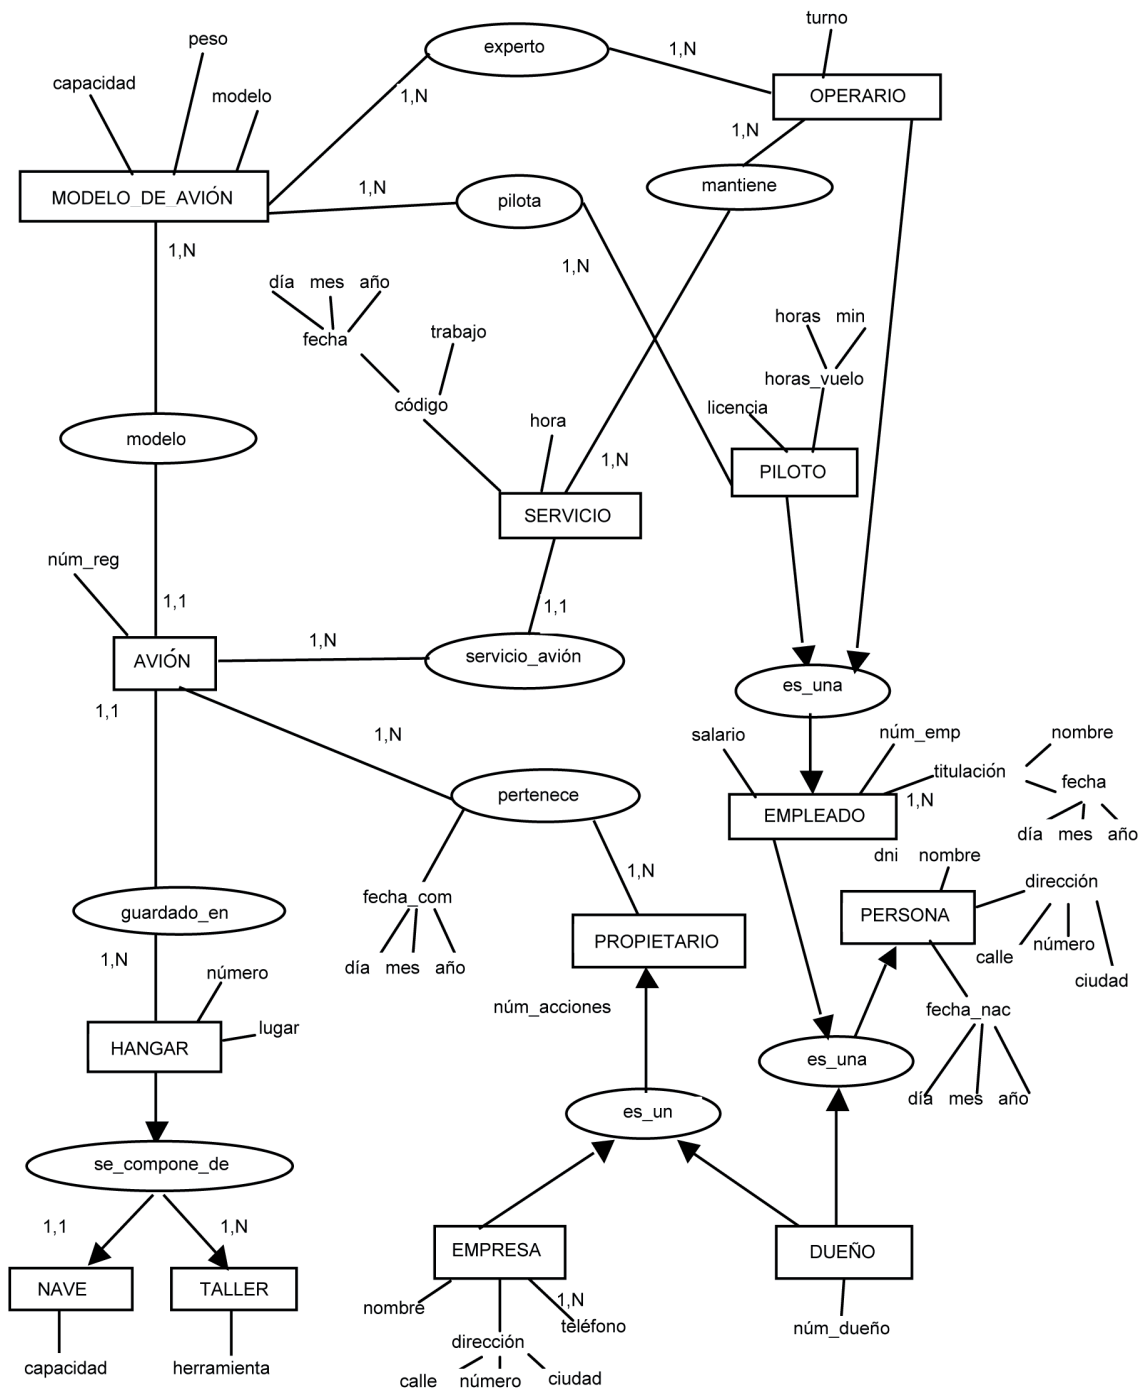 turno
experto
1,N
peso
capacidad
modelo
1,N
OPERARIO
1,N
MODELO_DE_AVIÓN
1,N
pilota
mantiene
1,N
1,N
día mes año
fecha
trabajo
código
horas min
horas_vuelo
licencia
hora
modelo
1,N
PILOTO
SERVICIO
núm_reg
1,1
1,1
AVIÓN
1,N
servicio_avión
es_una
1,1
1,N
salario
núm_emp
nombre
titulación
fecha
pertenece
EMPLEADO
1,N
día mes año
dni nombre
1,N
fecha_com
dirección
guardado_en
PERSONA
PROPIETARIO
calle
número
1,N
día mes año
número
ciudad
núm_acciones
fecha_nac
lugar
HANGAR
es_una
día mes año
es_un
se_compone_de
1,1
1,N
EMPRESA
DUEÑO
NAVE
TALLER
nombre
1,N
teléfono
núm_dueño
dirección
capacidad
herramienta
calle
número
ciudad